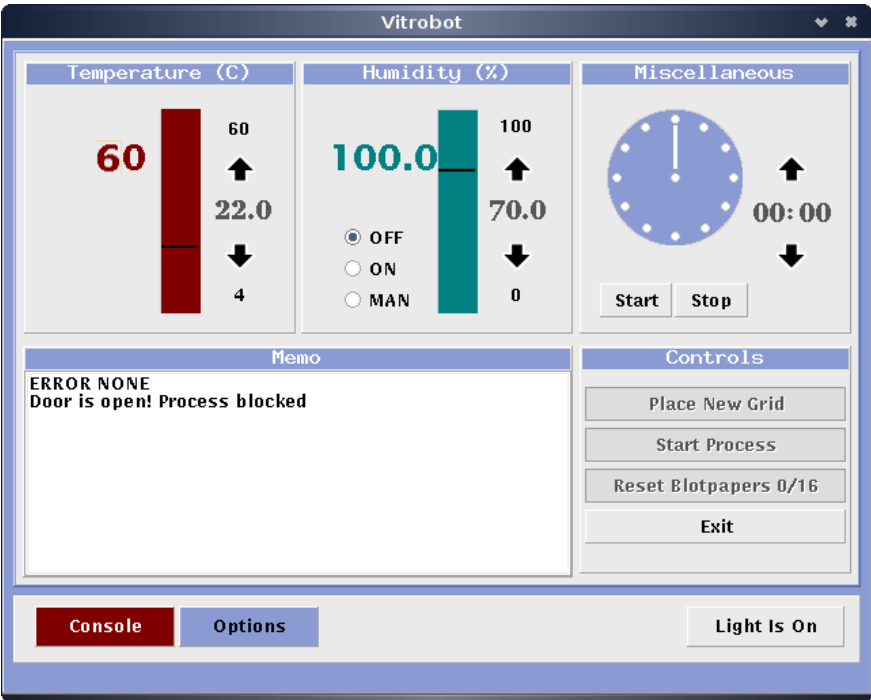 Vitrobot
Temperature (C)
60
60
22.0
4
Humidity (%)
100.0
100
70.0
0
OFF
ON
MAN
Miscellaneous
00:00
Start Stop
Memo
ERROR NONE
Door is open! Process blocked
Controls
Place New Grid
Start Process
Reset Blotpapers 0/16
Exit
Console Options Light Is On